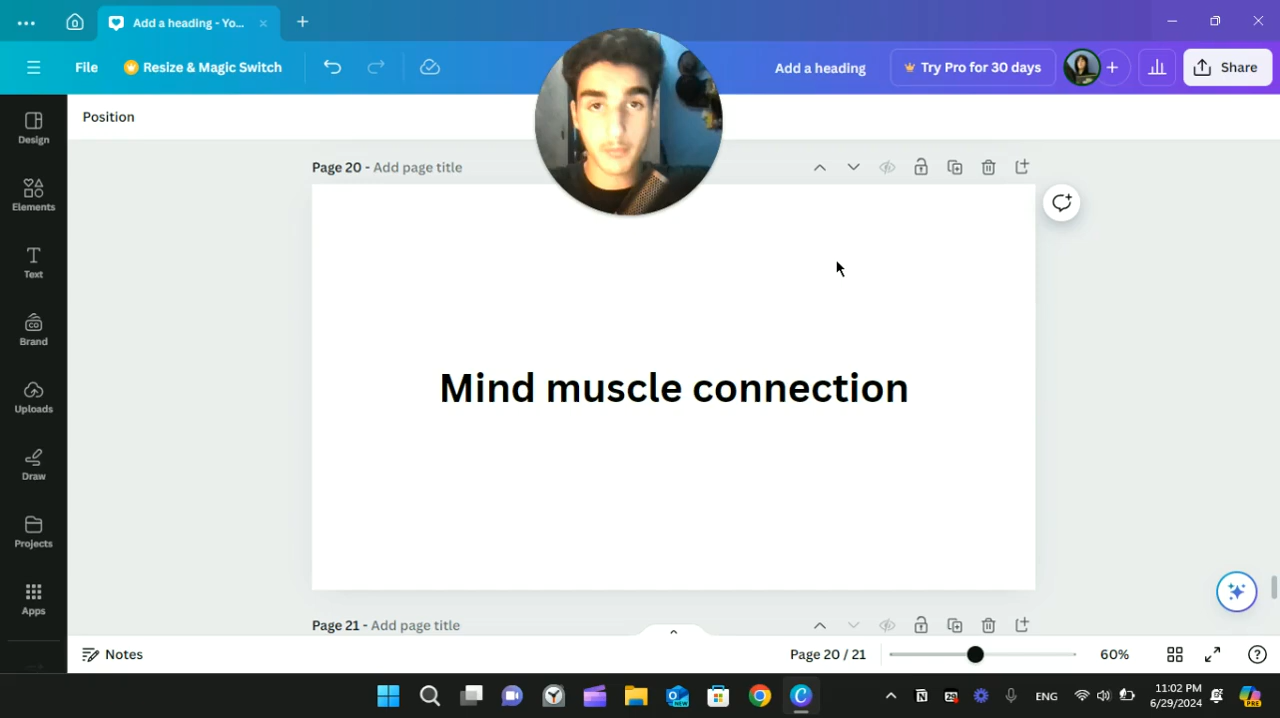 Add a heading - Yo...
File
Resize & Magic Switch
Add a heading
Try Pro for 30 days
Share
Design
Elements
Text
Brand
Uploads
Draw
Projects
Apps
Position
Page 20 - Add page title
Mind muscle connection
Page 21 - Add page title
Notes
Page 20 / 21
60%
ENG
11:02 PM
6/29/2024
PRE